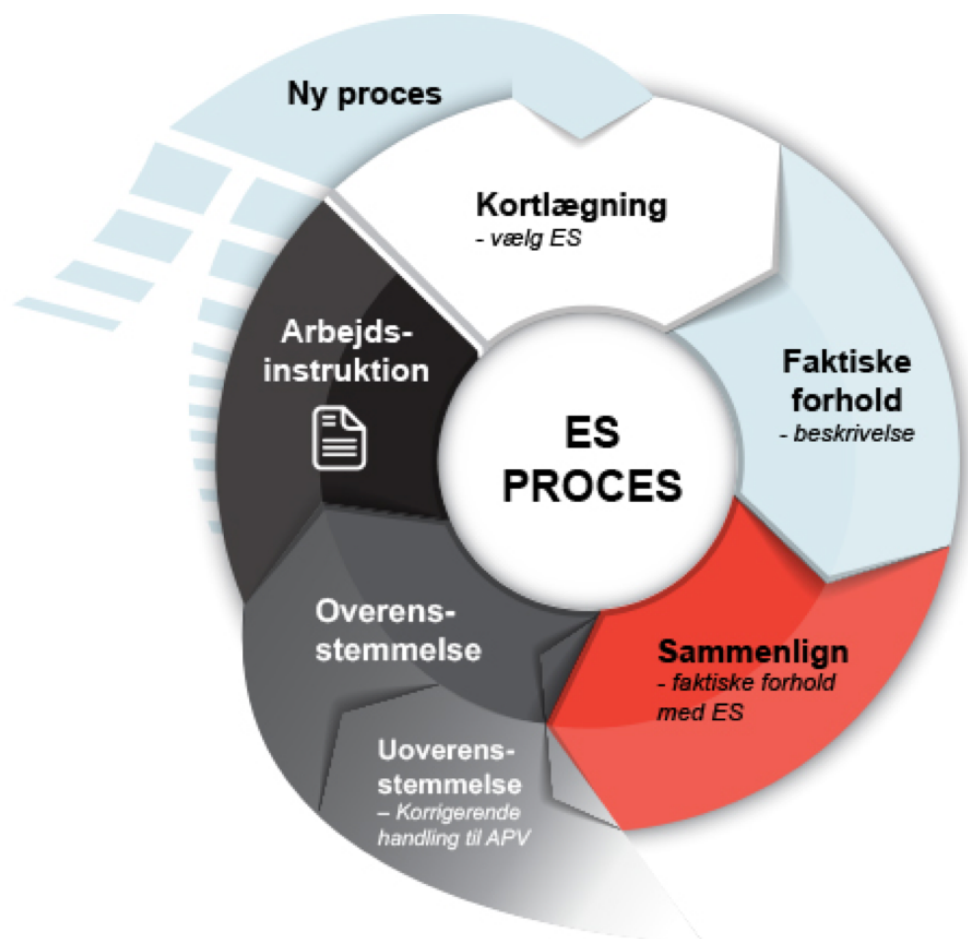 Ny proces
Kortlægning
- vælg ES
Faktiske
forhold
- beskrivelse
Sammenlign
- faktiske forhold
med ES
Uoverens-
stemmelse
– Korrigerende
handling til APV
Overens-
stemmelse
Arbejds-
instruktion
ES
PROCES